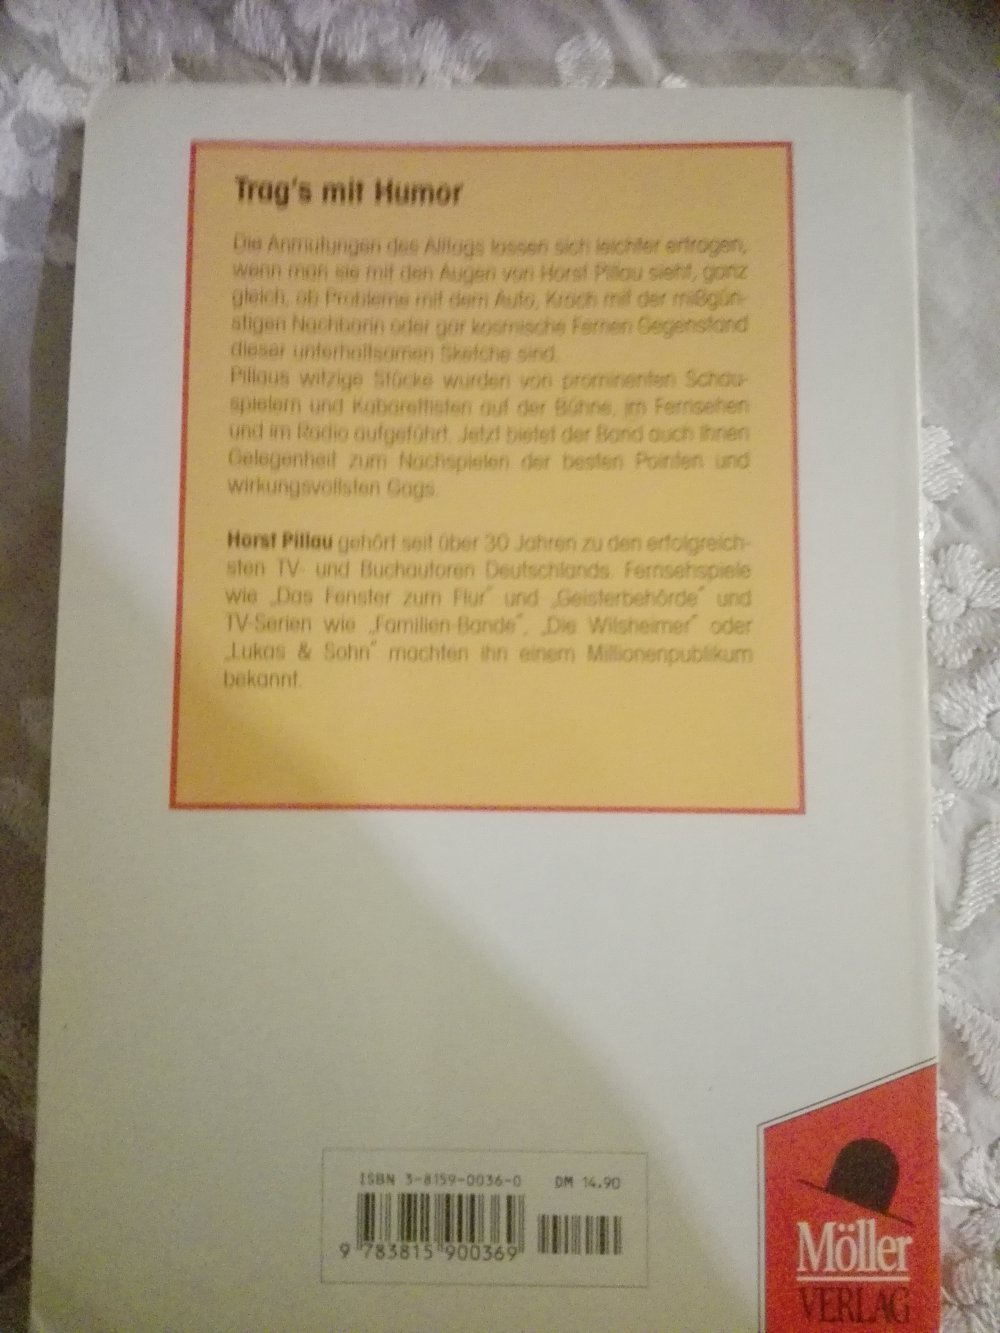 Trag's mit Humor
Die Anmutungen des Alltags lassen sich leichter ertragen,
wenn man sie mit den Augen von Horst Pillau sieht, ganz
gleich, ob Probleme mit dem Auto, Krach mit der mißgün-
stigen Nachbarin oder gar kosmische Fernen Gegenstand
dieser unterhaltsamen Sketche sind.
Pillaus witzige Stücke wurden von prominenten Schau-
spielern und Kabarettisten auf der Bühne, im Fernsehen
und im Radio aufgeführt. Jetzt bietet der Band auch Ihnen
Gelegenheit zum Nachspielen der besten Pointen und
wirkungsvollsten Gags.
Horst Pillau gehört seit über 30 Jahren zu den erfolgreich-
sten TV- und Buchautoren Deutschlands. Fernsehspiele
wie „Das Fenster zum Flur" und „Geisterbehörde" und
TV-Serien wie „Familien-Bande", „Die Wilsheimer" oder
„Lukas & Sohn" machten ihn einem Millionenpublikum
bekannt.
ISBN 3-8159-0036-0 DM 14.90
9 783815 900369
Möller
VERLAG